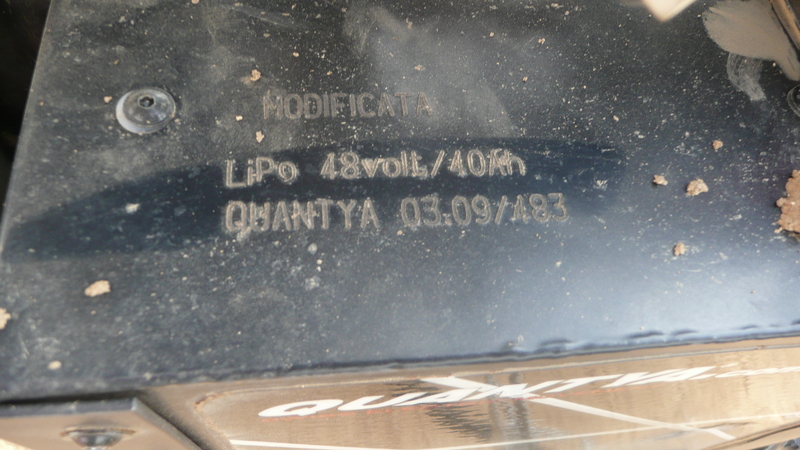 MODIFICATA
LiPo 48volt/40Ah
QUANTYA 03.09/483
QUANTYA